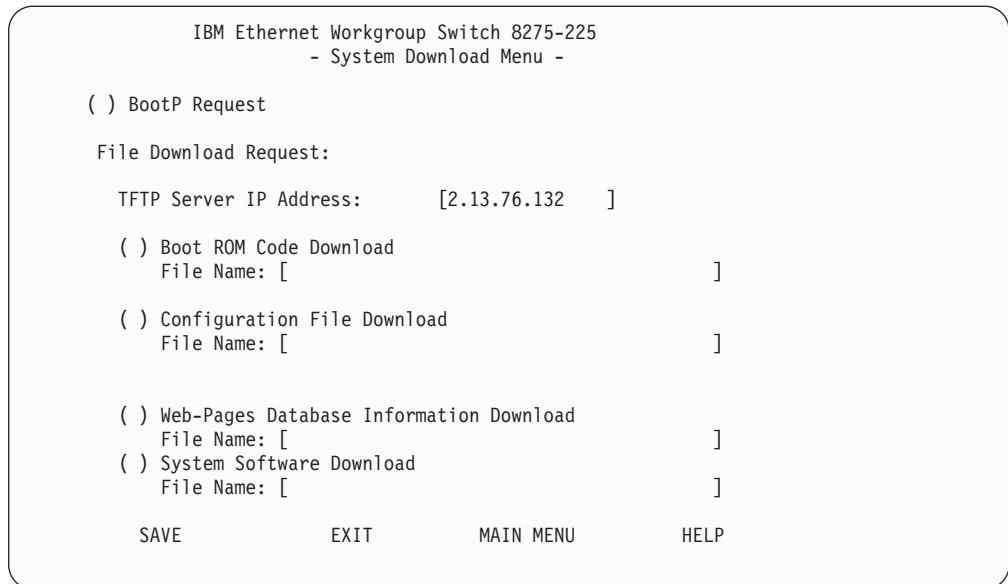 IBM Ethernet Workgroup Switch 8275-225
- System Download Menu -
( ) BootP Request
File Download Request:
TFTP Server IP Address: [2.13.76.132 ]
( ) Boot ROM Code Download
File Name: [ ]
( ) Configuration File Download
File Name: [ ]
( ) Web-Pages Database Information Download
File Name: [ ]
( ) System Software Download
File Name: [ ]
SAVE EXIT MAIN MENU HELP